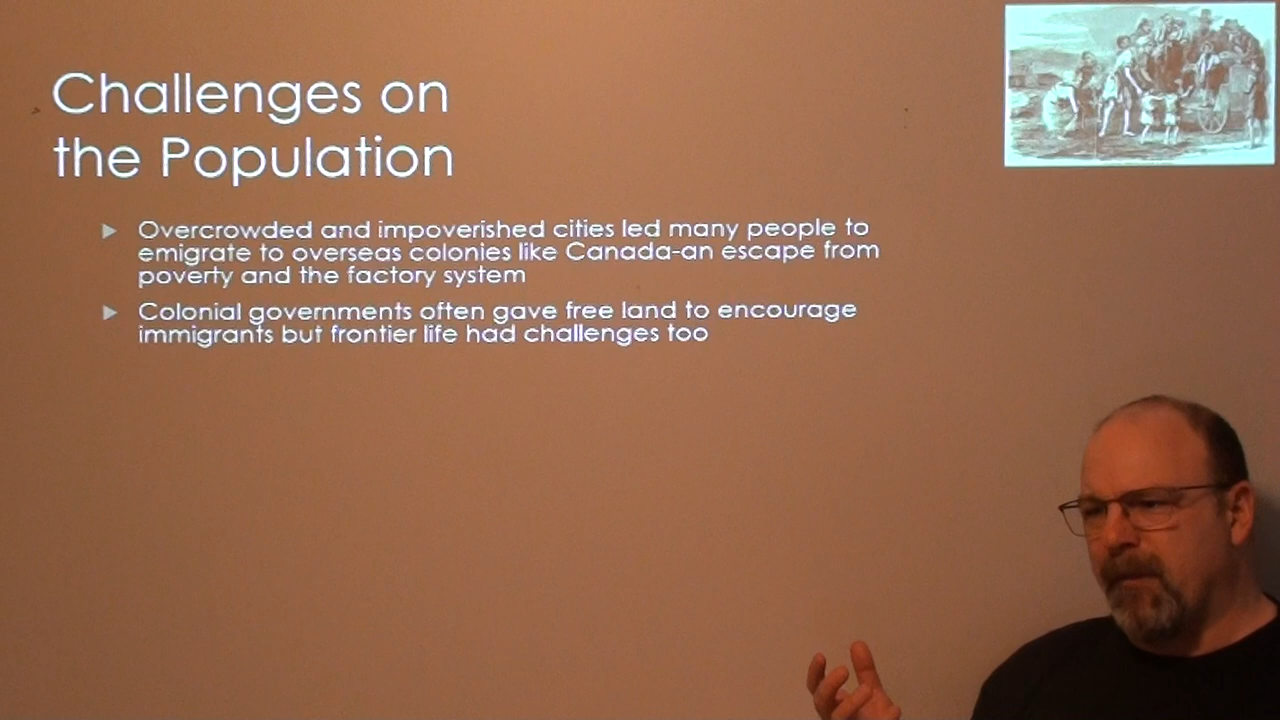 Challenges on
the Population
Overcrowded and impoverished cities led many people to
emigrate to overseas colonies like Canada-an escape from
poverty and the factory system
Colonial governments often gave free land to encourage
immigrants but frontier life had challenges too